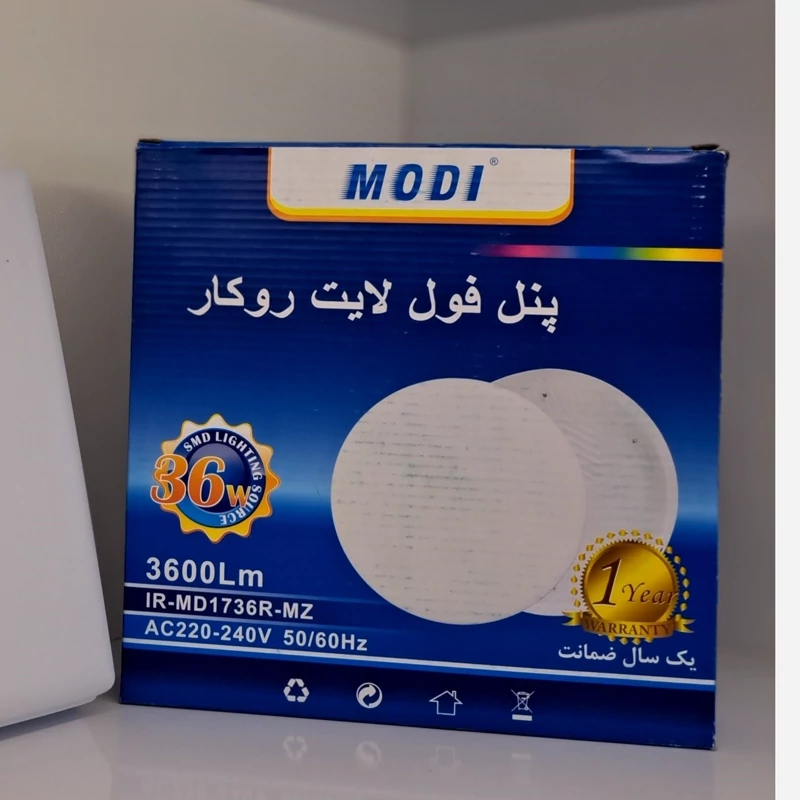 MODI®
پنل فول لایت روکار
SMD LIGHTING SOURCE
36W
3600Lm
IR-MD1736R-MZ
AC220-240V 50/60Hz
1 Year
WARRANTY
یک سال ضمانت